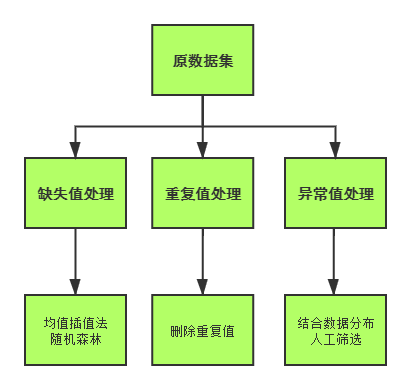 原数据集
缺失值处理
重复值处理
异常值处理
均值插值法
随机森林
删除重复值
结合数据分布
人工筛选